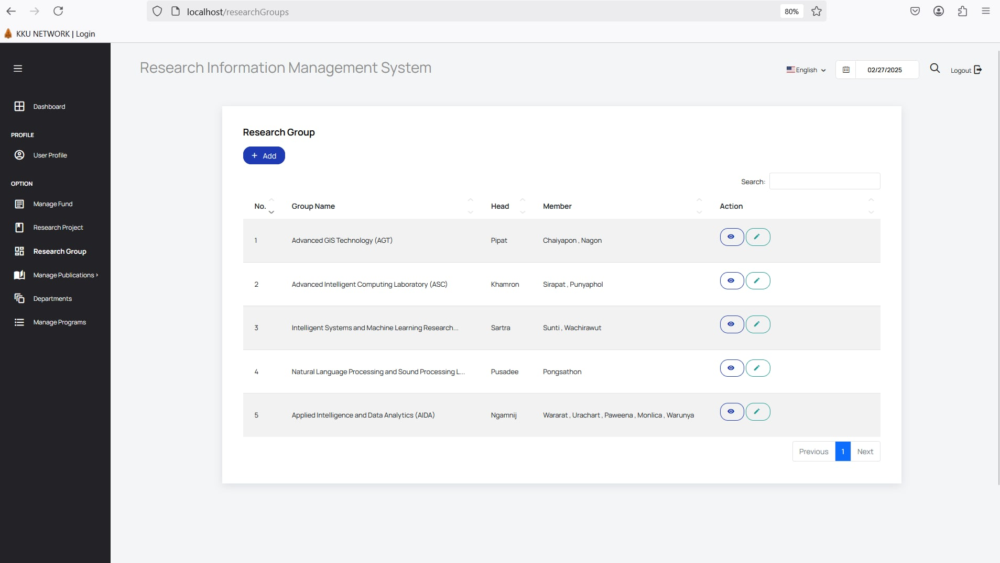 localhost/researchGroups
80%
KKU NETWORK | Login
Research Information Management System
English
02/27/2025
Logout
Dashboard
PROFILE
User Profile
OPTION
Manage Fund
Research Project
Research Group
Manage Publications ›
Departments
Manage Programs
Research Group
+ Add
Search:
No. Group Name Head Member Action
1 Advanced GIS Technology (AGT) Pipat Chaiyapon , Nagon
2 Advanced Intelligent Computing Laboratory (ASC) Khamron Sirapat , Punyaphol
3 Intelligent Systems and Machine Learning Research... Sartra Sunti , Wachirawut
4 Natural Language Processing and Sound Processing L... Pusadee Pongsathon
5 Applied Intelligence and Data Analytics (AIDA) Ngamnij Wararat , Urachart , Paweena , Monlica , Warunya
Previous 1 Next